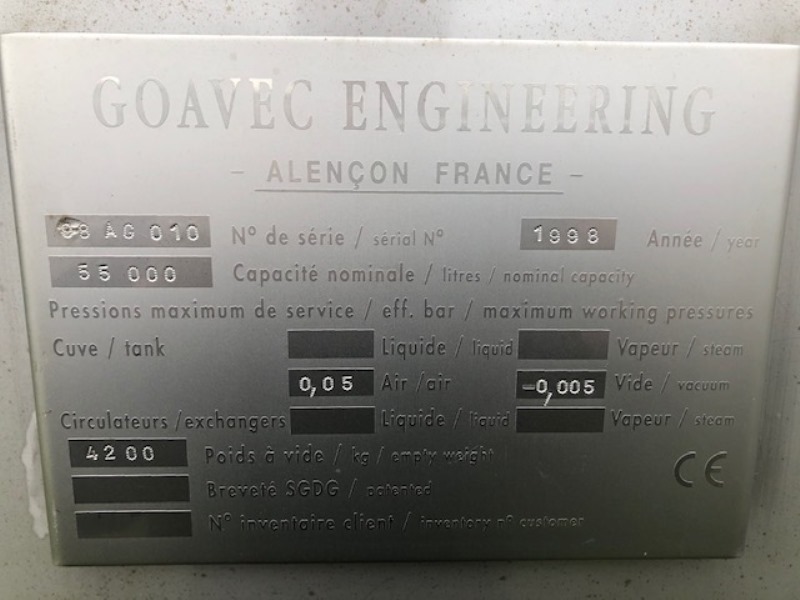 GOAVEC ENGINEERING
- ALENÇON FRANCE -
98 AG 010 N° de série / sérial N° 1998 Année / year
55 000 Capacité nominale / litres / nominal capacity
Pressions maximum de service / eff. bar / maximum working pressures
Cuve / tank Liquide / liquid Vapeur / steam
0,05 Air /air -0,005 Vide / vacuum
Circulateurs /exchangers Liquide / liquid Vapeur / steam
4200 Poids à vide / kg / empty weight
CE
Breveté SGDG / patented
N° inventaire client / inventory n° customer